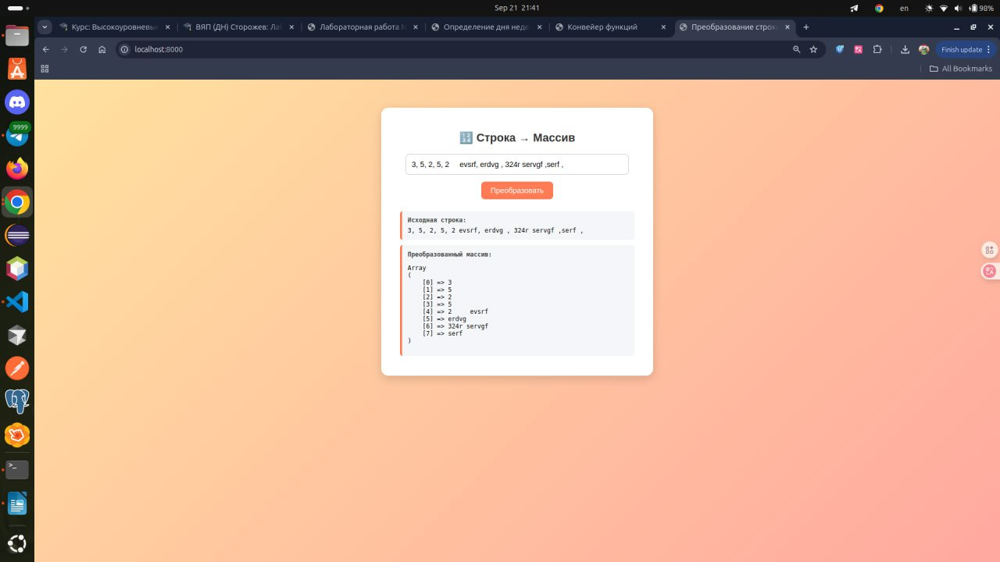 Sep 21 21:41
en
98%
Курс: Высокоуровневы
ВЯП (ДН) Сторожев: Ла
Лабораторная работа
Определение дня неде
Конвейер функций
Преобразование строк
localhost:8000
Finish update
All Bookmarks
9999
Строка → Массив
3, 5, 2, 5, 2     evsrf, erdvg , 324r servgf ,serf ,
Преобразовать
Исходная строка:
3, 5, 2, 5, 2 evsrf, erdvg , 324r servgf ,serf ,
Преобразованный массив:
Array
(
    [0] => 3
    [1] => 5
    [2] => 2
    [3] => 5
    [4] => 2     evsrf
    [5] => erdvg
    [6] => 324r servgf
    [7] => serf
)